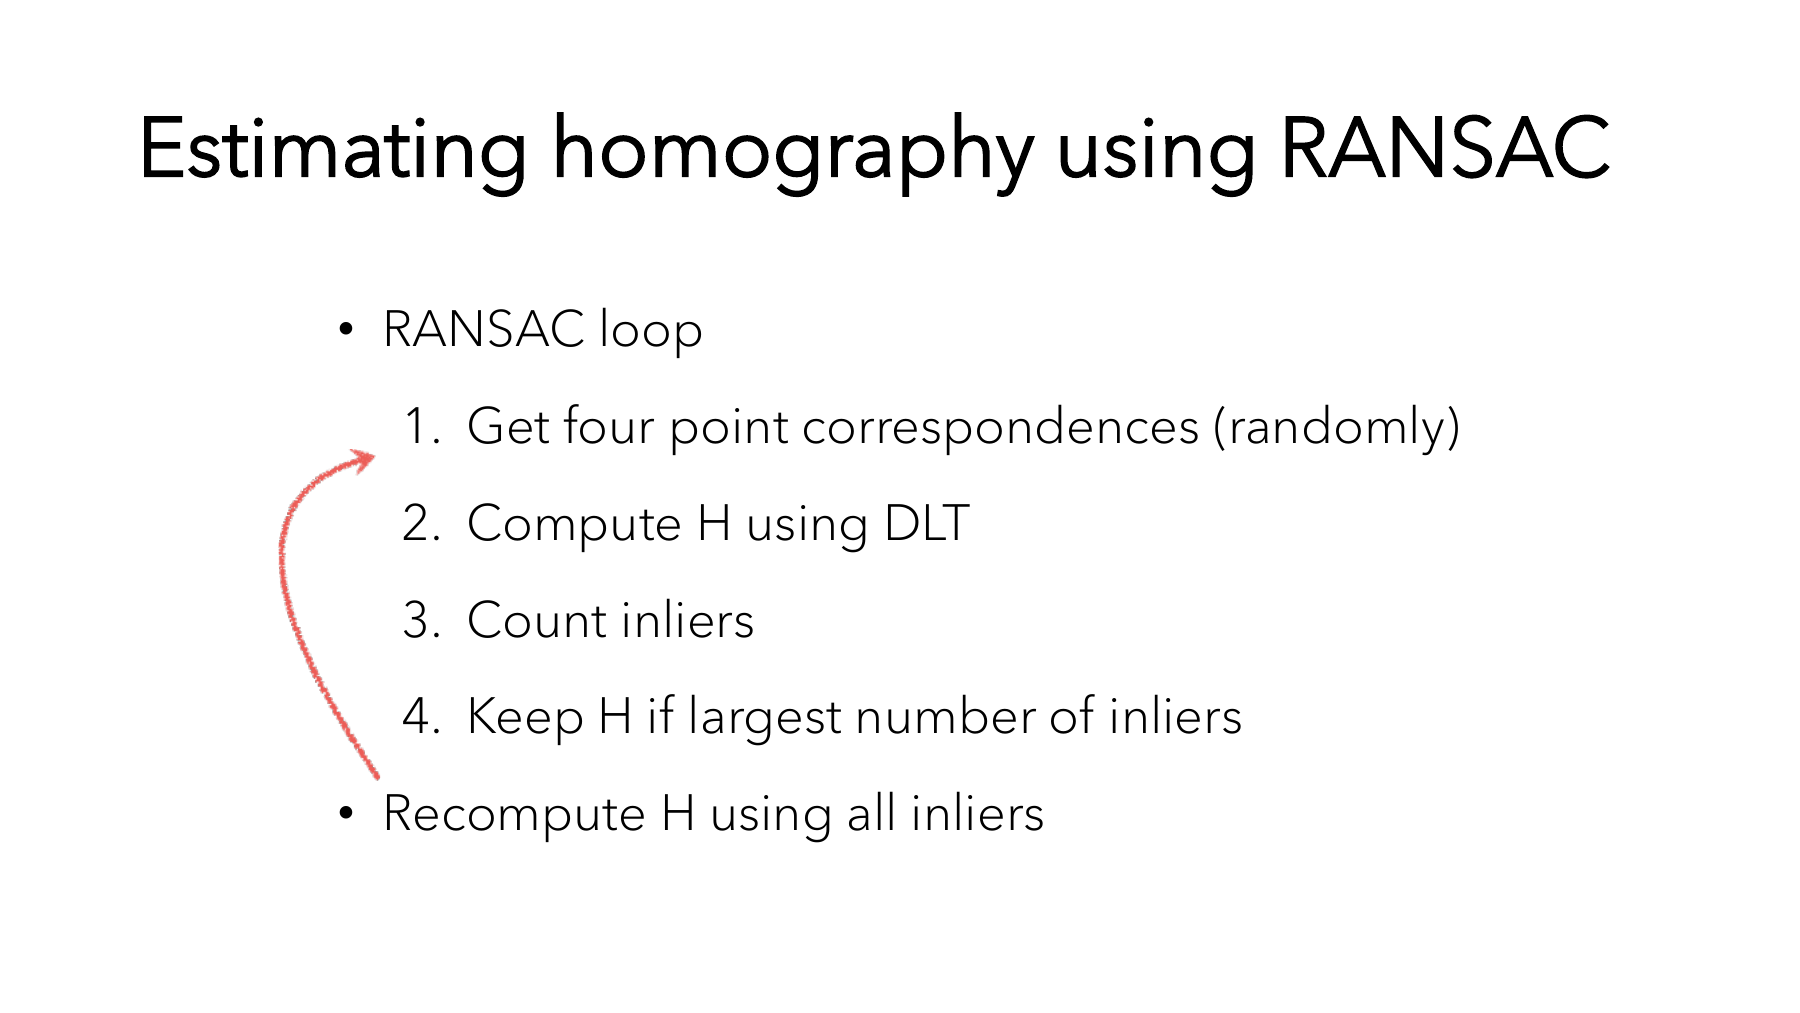 Estimating homography using RANSAC
• RANSAC loop
1. Get four point correspondences (randomly)
2. Compute H using DLT
3. Count inliers
4. Keep H if largest number of inliers
• Recompute H using all inliers